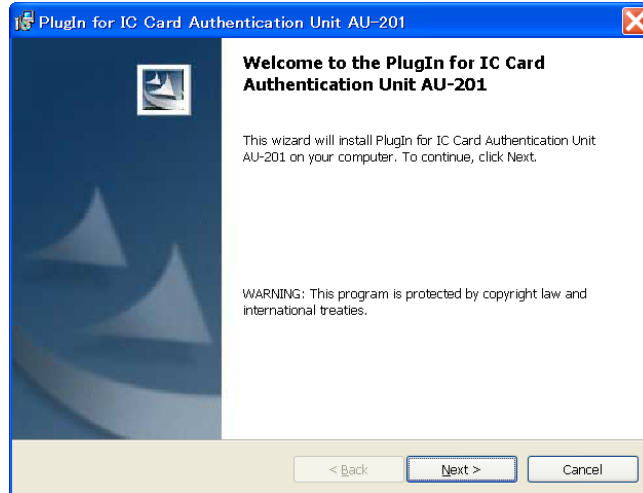 PlugIn for IC Card Authentication Unit AU-201
Welcome to the PlugIn for IC Card
Authentication Unit AU-201
This wizard will install PlugIn for IC Card Authentication Unit
AU-201 on your computer. To continue, click Next.
WARNING: This program is protected by copyright law and
international treaties.
< Back
Next >
Cancel